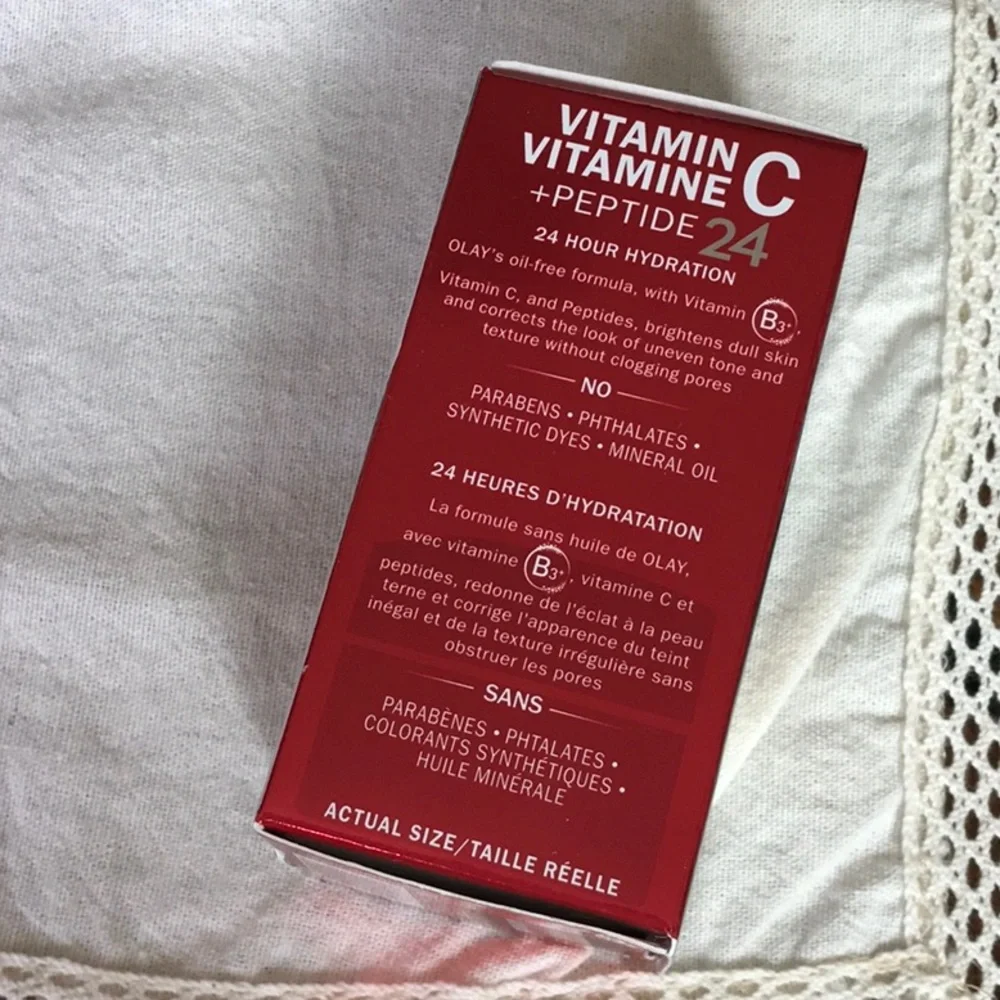 VITAMIN
VITAMINE C
+PEPTIDE 24
24 HOUR HYDRATION
OLAY's oil-free formula, with Vitamin B3+,
Vitamin C, and Peptides, brightens dull skin
and corrects the look of uneven tone and
texture without clogging pores
NO
PARABENS • PHTHALATES •
SYNTHETIC DYES • MINERAL OIL
24 HEURES D'HYDRATATION
La formule sans huile de OLAY,
avec vitamine B3+, vitamine C et
peptides, redonne de l'éclat à la peau
terne et corrige l'apparence du teint
inégal et de la texture irrégulière sans
obstruer les pores
SANS
PARABÈNES • PHTALATES •
COLORANTS SYNTHÉTIQUES •
HUILE MINÉRALE
ACTUAL SIZE/TAILLE RÉELLE